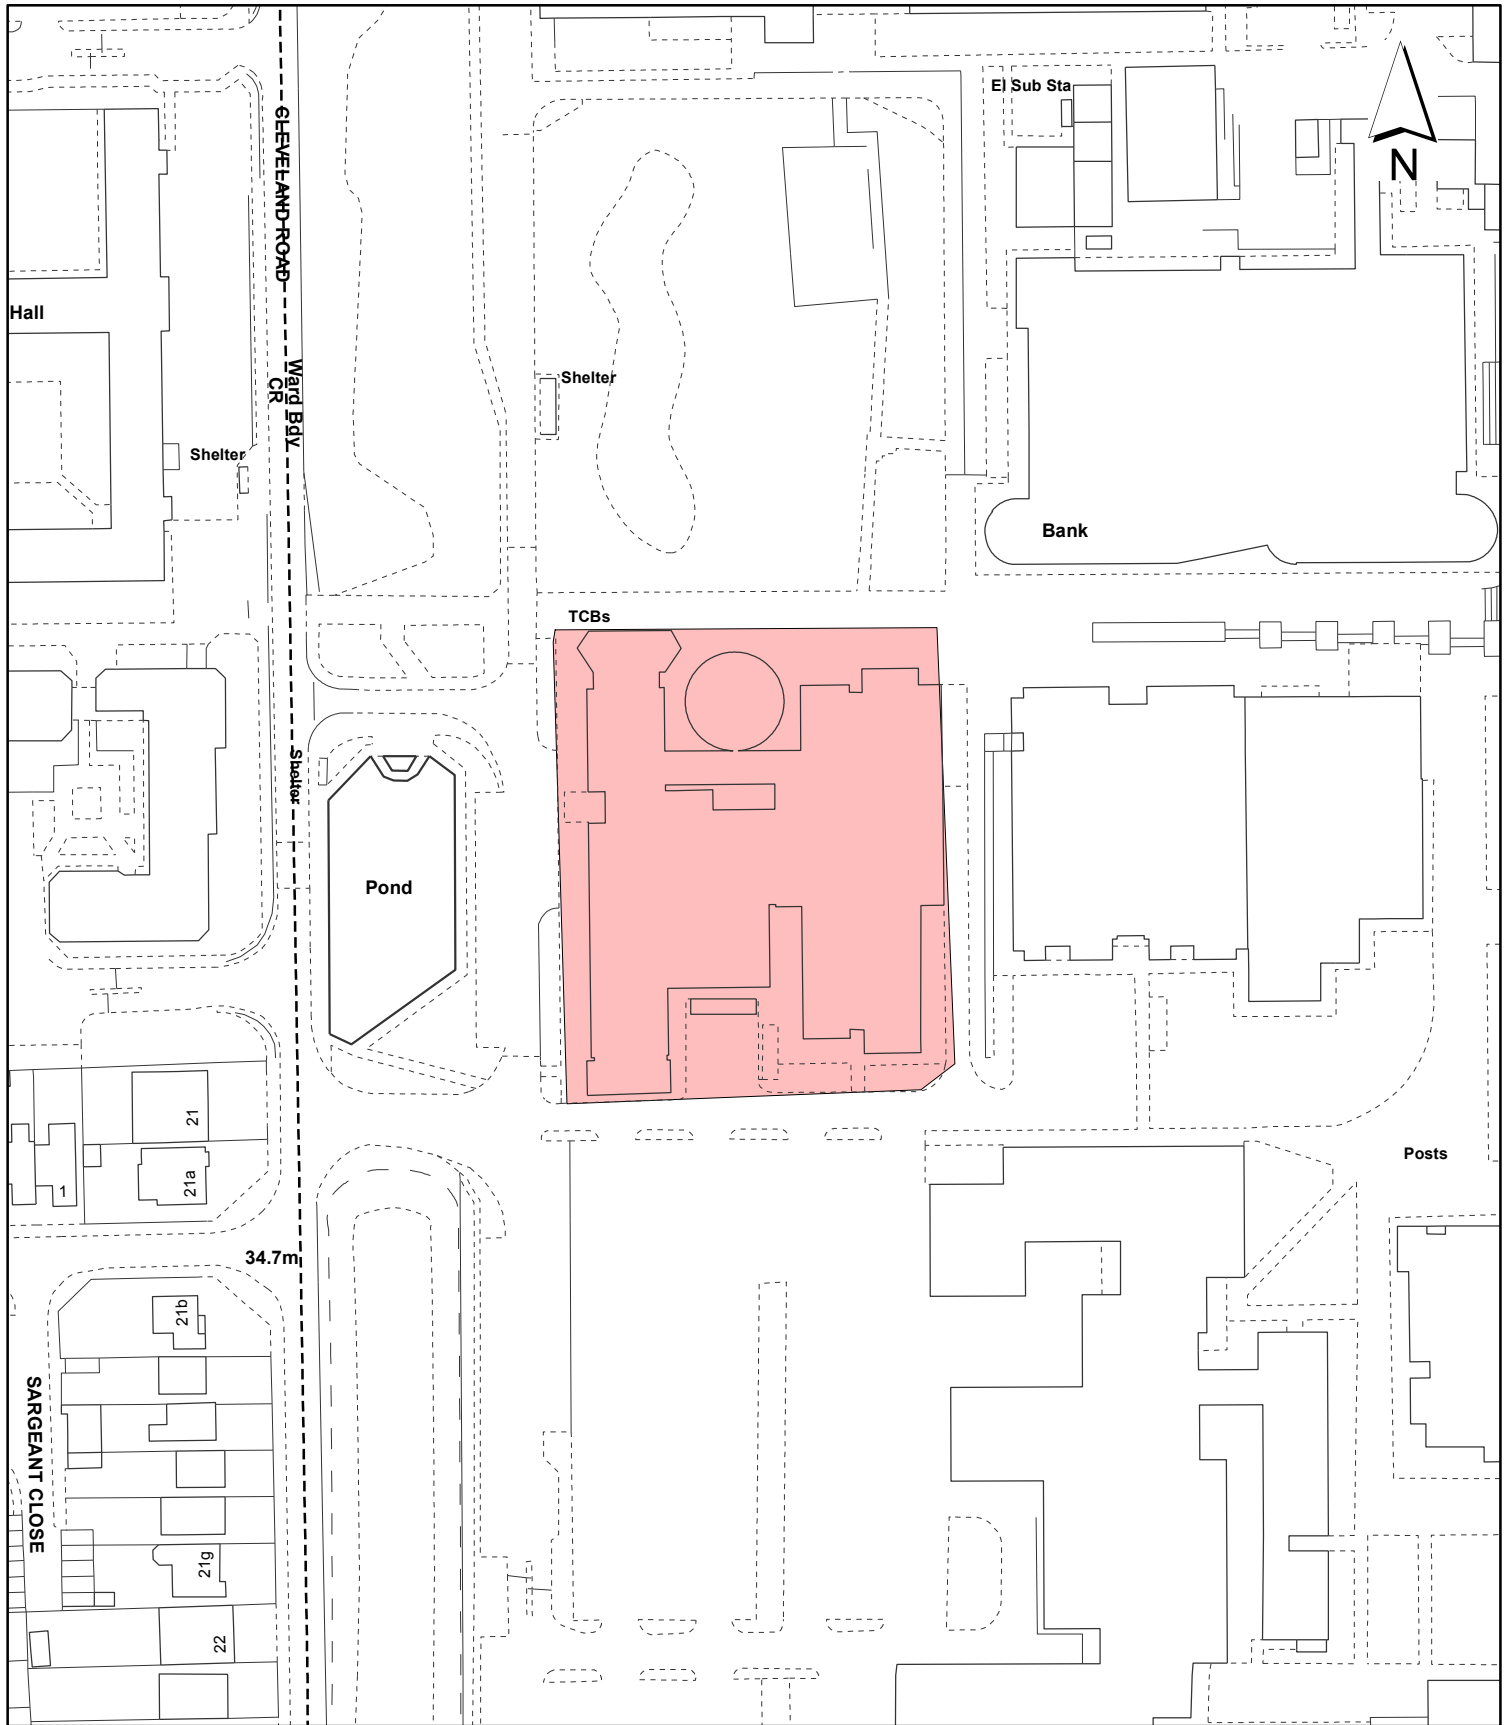 El Sub Sta
N
CLEVELAND ROAD
Hall
Ward Bdy
CR
Shelter
Shelter
Bank
TCBs
Shelter
Pond
21
21a
1
Posts
34.7m
21b
SARGEANT CLOSE
21g
22